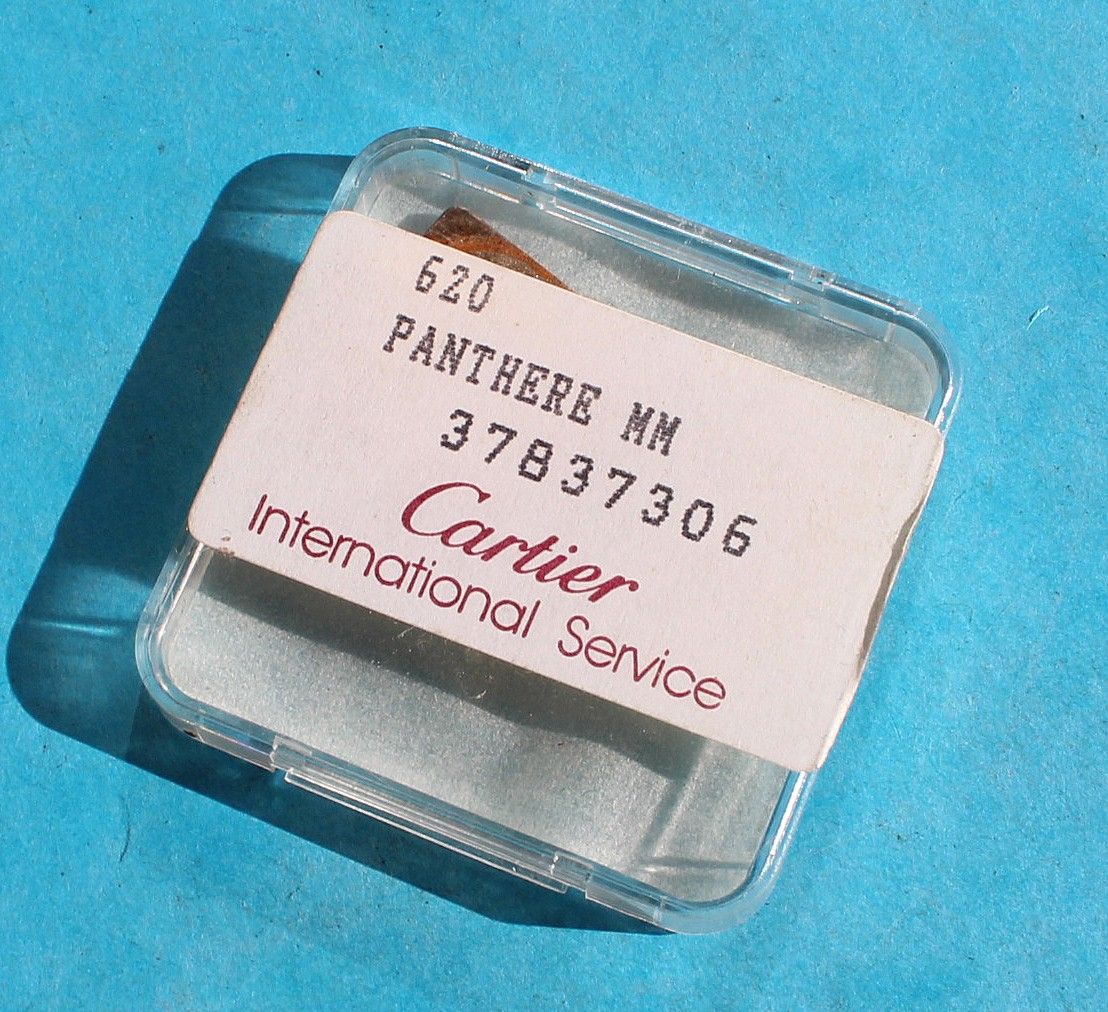 620
PANTHERE MM
37837306
Cartier
International Service